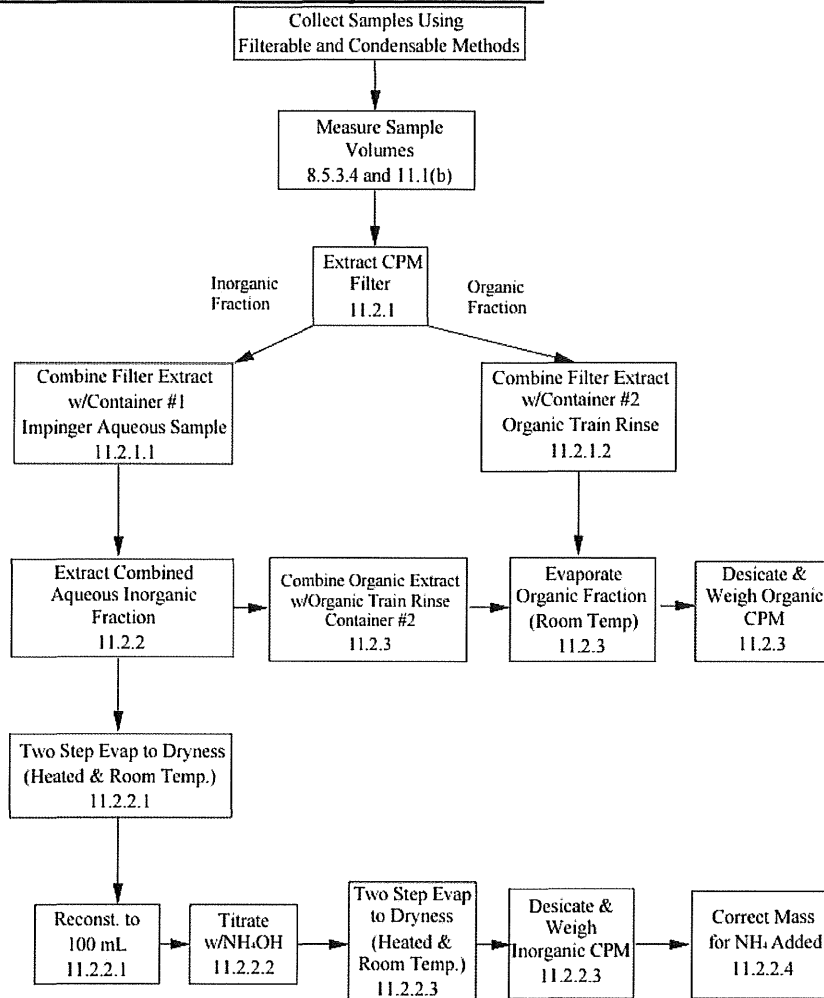 Collect Samples Using
Filterable and Condensable Methods
Measure Sample
Volumes
8.5.3.4 and 11.1(b)
Extract CPM
Filter
11.2.1
Inorganic
Fraction
Organic
Fraction
Combine Filter Extract
w/Container #1
Impinger Aqueous Sample
11.2.1.1
Combine Filter Extract
w/Container #2
Organic Train Rinse
11.2.1.2
Extract Combined
Aqueous Inorganic
Fraction
11.2.2
Combine Organic Extract
w/Organic Train Rinse
Container #2
11.2.3
Evaporate
Organic Fraction
(Room Temp)
11.2.3
Desicate &
Weigh Organic
CPM
11.2.3
Two Step Evap to Dryness
(Heated & Room Temp.)
11.2.2.1
Reconst. to
100 mL
11.2.2.1
Titrate
w/NH₄OH
11.2.2.2
Two Step Evap
to Dryness
(Heated &
Room Temp.)
11.2.2.3
Desicate &
Weigh
Inorganic CPM
11.2.2.3
Correct Mass
for NH₄ Added
11.2.2.4